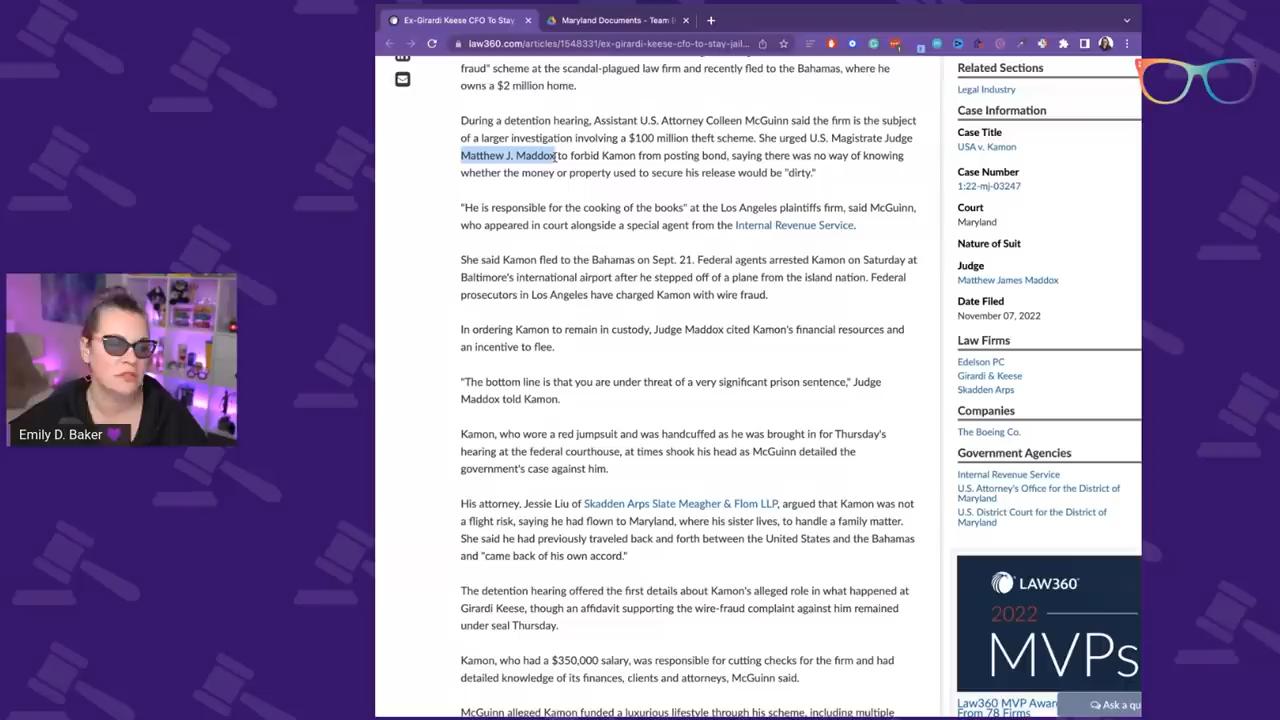 Ex-Girardi Keese CFO To Stay
Maryland Documents - Team
law360.com/articles/1548331/ex-girardi-keese-cfo-to-stay-jail...
fraud" scheme at the scandal-plagued law firm and recently fled to the Bahamas, where he
owns a $2 million home.
During a detention hearing, Assistant U.S. Attorney Colleen McGuinn said the firm is the subject
of a larger investigation involving a $100 million theft scheme. She urged U.S. Magistrate Judge
Matthew J. Maddox to forbid Kamon from posting bond, saying there was no way of knowing
whether the money or property used to secure his release would be "dirty."
"He is responsible for the cooking of the books" at the Los Angeles plaintiffs firm, said McGuinn,
who appeared in court alongside a special agent from the Internal Revenue Service.
She said Kamon fled to the Bahamas on Sept. 21. Federal agents arrested Kamon on Saturday at
Baltimore's international airport after he stepped off of a plane from the island nation. Federal
prosecutors in Los Angeles have charged Kamon with wire fraud.
In ordering Kamon to remain in custody, Judge Maddox cited Kamon's financial resources and
an incentive to flee.
"The bottom line is that you are under threat of a very significant prison sentence," Judge
Maddox told Kamon.
Kamon, who wore a red jumpsuit and was handcuffed as he was brought in for Thursday's
hearing at the federal courthouse, at times shook his head as McGuinn detailed the
government's case against him.
His attorney, Jessie Liu of Skadden Arps Slate Meagher & Flom LLP, argued that Kamon was not
a flight risk, saying he had flown to Maryland, where his sister lives, to handle a family matter.
She said he had previously traveled back and forth between the United States and the Bahamas
and "came back of his own accord."
The detention hearing offered the first details about Kamon's alleged role in what happened at
Girardi Keese, though an affidavit supporting the wire-fraud complaint against him remained
under seal Thursday.
Kamon, who had a $350,000 salary, was responsible for cutting checks for the firm and had
detailed knowledge of its finances, clients and attorneys, McGuinn said.
McGuinn alleged Kamon funded a luxurious lifestyle through his scheme, including multiple
Related Sections
Legal Industry
Case Information
Case Title
USA v. Kamon
Case Number
1:22-mj-03247
Court
Maryland
Nature of Suit
Judge
Matthew James Maddox
Date Filed
November 07, 2022
Law Firms
Edelson PC
Girardi & Keese
Skadden Arps
Companies
The Boeing Co.
Government Agencies
Internal Revenue Service
U.S. Attorney's Office for the District of
Maryland
U.S. District Court for the District of
Maryland
LAW360
2022
MVPs
Law360 MVP Awar
From 78 Firms
Ask a qu
Emily D. Baker